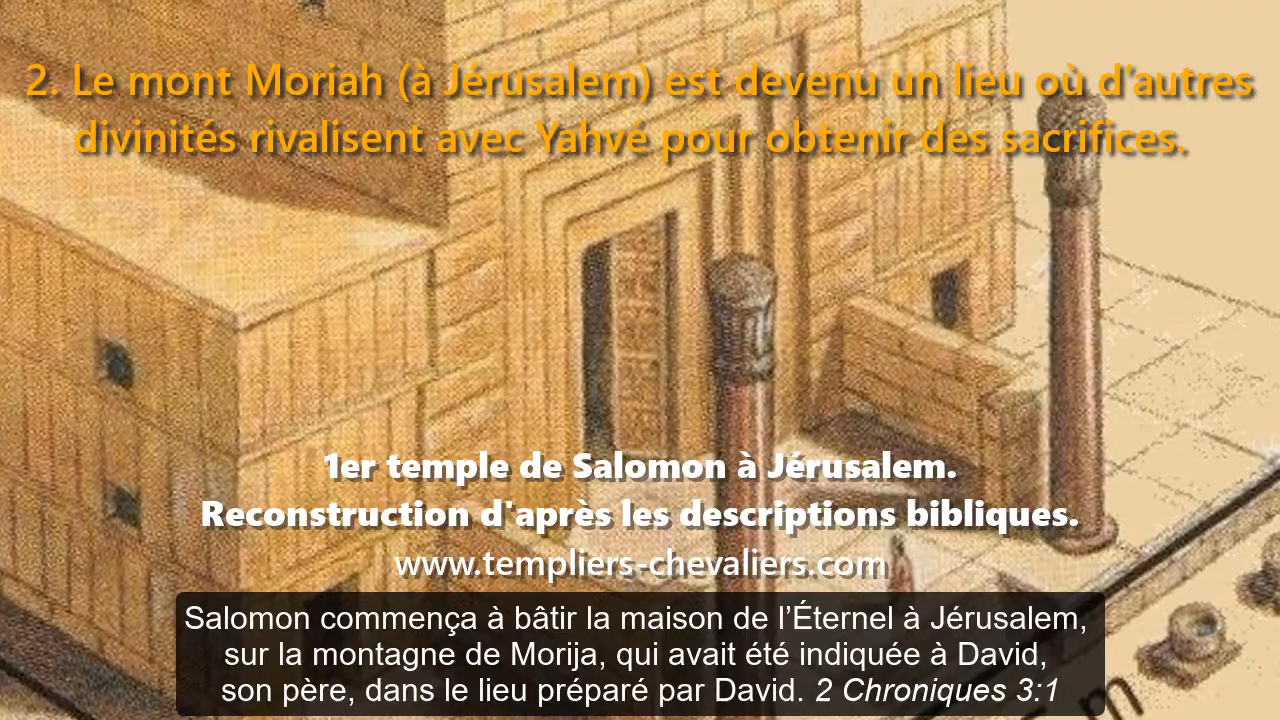 2. Le mont Moriah (à Jérusalem) est devenu un lieu où d'autres
divinités rivalisent avec Yahvé pour obtenir des sacrifices.
1er temple de Salomon à Jérusalem.
Reconstruction d'après les descriptions bibliques.
www.templiers-chevaliers.com
Salomon commença à bâtir la maison de l’Éternel à Jérusalem,
sur la montagne de Morija, qui avait été indiquée à David,
son père, dans le lieu préparé par David. 2 Chroniques 3:1
m